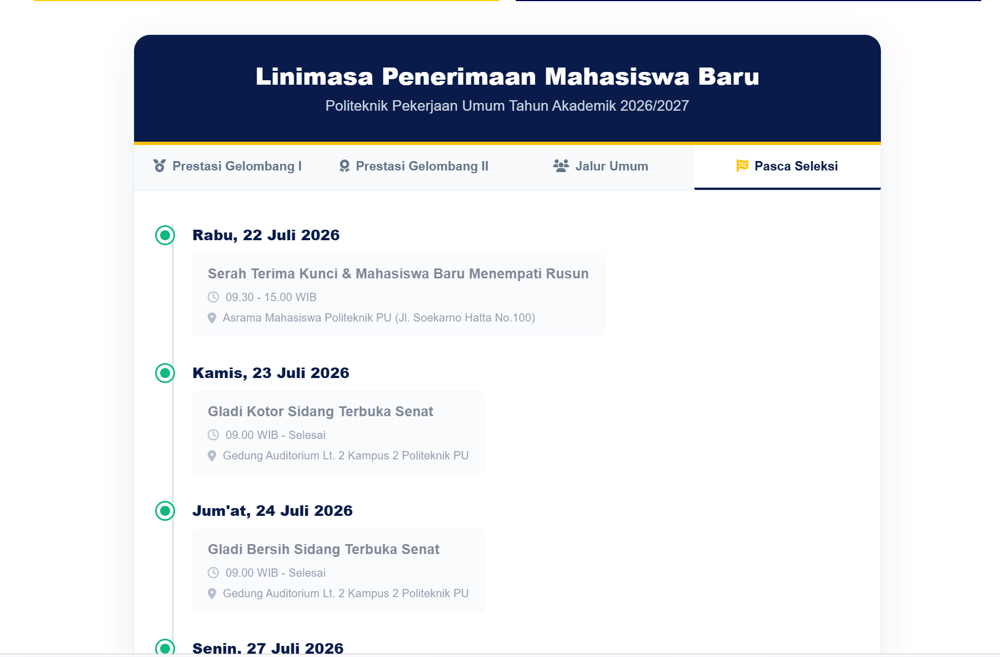 Linimasa Penerimaan Mahasiswa Baru
Politeknik Pekerjaan Umum Tahun Akademik 2026/2027
Prestasi Gelombang I
Prestasi Gelombang II
Jalur Umum
Pasca Seleksi
Rabu, 22 Juli 2026
Serah Terima Kunci & Mahasiswa Baru Menempati Rusun
09.30 - 15.00 WIB
Asrama Mahasiswa Politeknik PU (Jl. Soekarno Hatta No.100)
Kamis, 23 Juli 2026
Gladi Kotor Sidang Terbuka Senat
09.00 WIB - Selesai
Gedung Auditorium Lt. 2 Kampus 2 Politeknik PU
Jum'at, 24 Juli 2026
Gladi Bersih Sidang Terbuka Senat
09.00 WIB - Selesai
Gedung Auditorium Lt. 2 Kampus 2 Politeknik PU
Senin, 27 Juli 2026